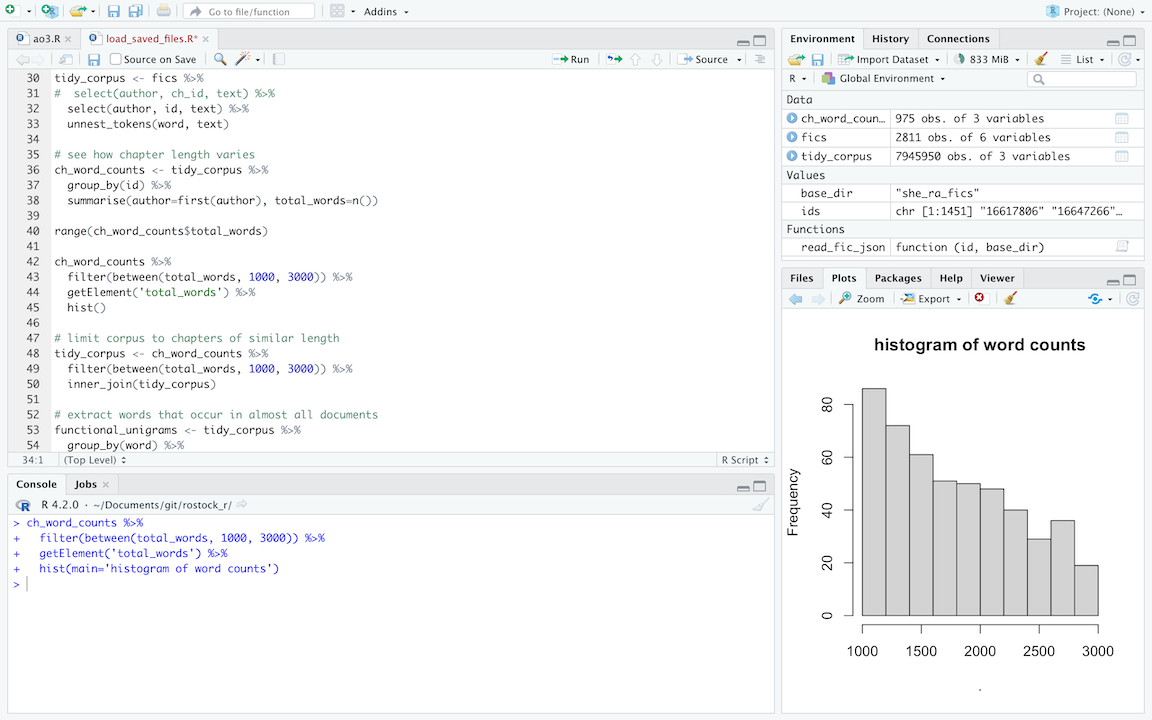 Go to file/function
Addins
Project: (None)
ao3.R
load_saved_files.R*
Source on Save
Run
Source
30 tidy_corpus <- fics %>%
31 #  select(author, ch_id, text) %>%
32   select(author, id, text) %>%
33   unnest_tokens(word, text)
34
35 # see how chapter length varies
36 ch_word_counts <- tidy_corpus %>%
37   group_by(id) %>%
38   summarise(author=first(author), total_words=n())
39
40 range(ch_word_counts$total_words)
41
42 ch_word_counts %>%
43   filter(between(total_words, 1000, 3000)) %>%
44   getElement('total_words') %>%
45   hist()
46
47 # limit corpus to chapters of similar length
48 tidy_corpus <- ch_word_counts %>%
49   filter(between(total_words, 1000, 3000)) %>%
50   inner_join(tidy_corpus)
51
52 # extract words that occur in almost all documents
53 functional_unigrams <- tidy_corpus %>%
54   group_by(word) %>%
34:1 (Top Level) R Script
Console Jobs
R 4.2.0 · ~/Documents/git/rostock_r/
> ch_word_counts %>%
+   filter(between(total_words, 1000, 3000)) %>%
+   getElement('total_words') %>%
+   hist(main='histogram of word counts')
>
Environment History Connections
Import Dataset 833 MiB List
R Global Environment
Data
ch_word_coun… 975 obs. of 3 variables
fics 2811 obs. of 6 variables
tidy_corpus 7945950 obs. of 3 variables
Values
base_dir "she_ra_fics"
ids chr [1:1451] "16617806" "16647266"…
Functions
read_fic_json function (id, base_dir)
Files Plots Packages Help Viewer
Zoom Export
histogram of word counts
Frequency
80
60
40
20
0
1000 1500 2000 2500 3000
.